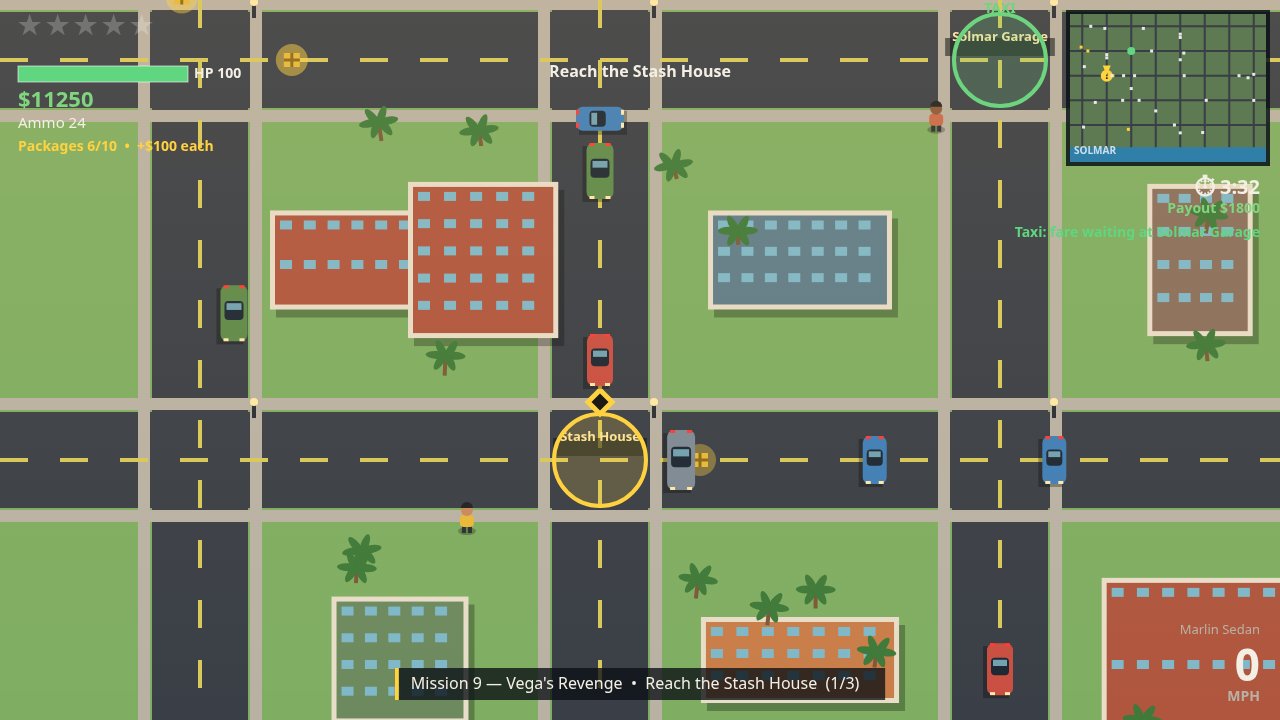 TAXI
Solmar Garage
HP 100
Reach the Stash House
$11250
Ammo 24
Packages 6/10 • +$100 each
SOLMAR
⏱ 3:32
Payout $1800
Taxi: fare waiting at Solmar Garage
Stash House
Marlin Sedan
0
MPH
Mission 9 — Vega's Revenge • Reach the Stash House (1/3)